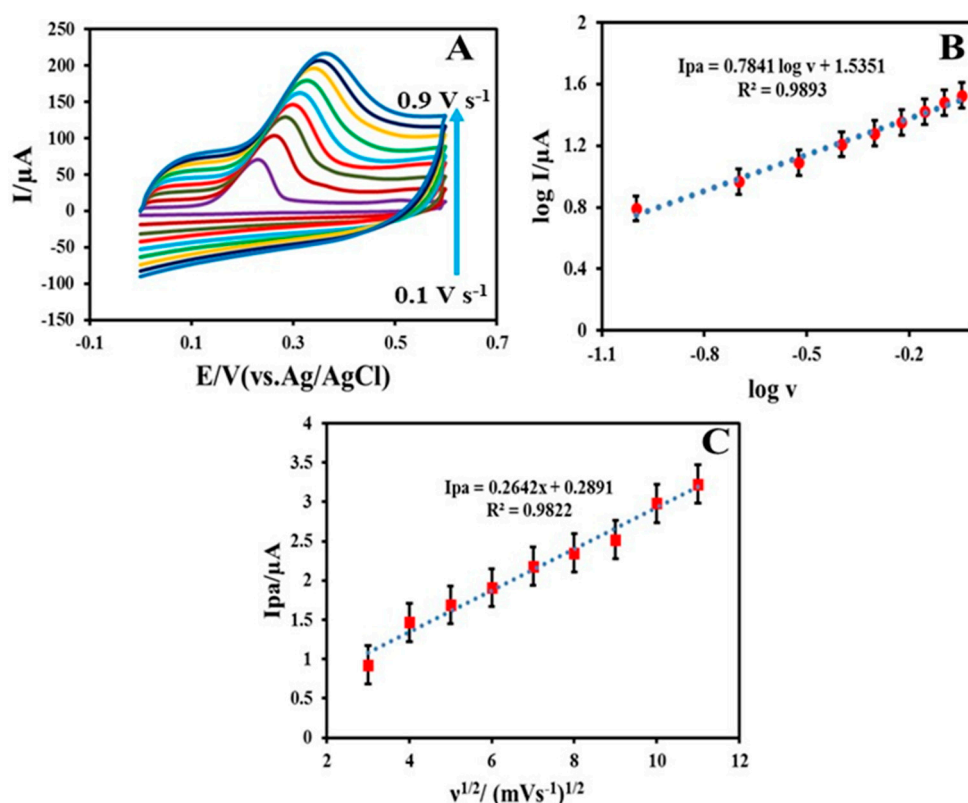 A
250
200
150
100
50
0
-50
-100
-150
I/μA
0.9 V s⁻¹
0.1 V s⁻¹
-0.1 0.1 0.3 0.5 0.7
E/V(vs.Ag/AgCl)
B
2
1.6
1.2
0.8
0.4
0
log I/μA
Ipa = 0.7841 log v + 1.5351
R² = 0.9893
-1.1 -0.8 -0.5 -0.2
log v
C
4
3.5
3
2.5
2
1.5
1
0.5
0
Ipa/μA
Ipa = 0.2642x + 0.2891
R² = 0.9822
2 4 6 8 10 12
ν¹ᐟ²/ (mVs⁻¹)¹ᐟ²